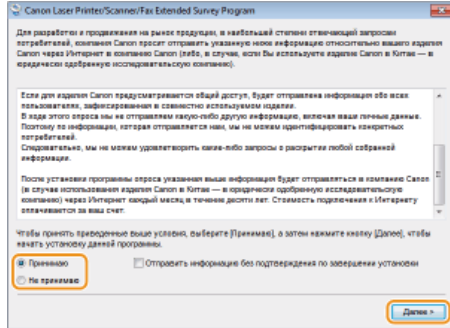 Canon Laser Printer/Scanner/Fax Extended Survey Program
Для разработки и продвижения на рынок продукции, в наибольшей степени отвечающей запросам
потребителей, компания Canon просит отправить указанную ниже информацию относительно вашего изделия
Canon через Интернет в компанию Canon (либо, в случае, если Вы используете изделие Canon в Китае — в
юридически одобренную исследовательскую компанию).
Если для изделия Canon предусматривается общий доступ, будет отправлена информация обо всех
пользователях, зафиксированная в совместно используемом изделии.
В ходе этого опроса мы не отправляем какую-либо другую информацию, включая ваши личные данные.
Поэтому по информации, которая отправляется нам, мы не можем идентифицировать конкретных
потребителей.
Следовательно, мы не можем удовлетворить какие-либо запросы о раскрытии любой собранной
информации.
После установки программы опроса указанная выше информация будет отправляться в компанию Canon
(в случае использования изделия Canon в Китае — в юридически одобренную исследовательскую
компанию) через Интернет каждый месяц в течение десяти лет. Стоимость подключения к Интернету
оплачивается за ваш счет.
Чтобы принять приведенные выше условия, выберите [Принимаю], а затем нажмите кнопку [Далее], чтобы
начать установку данной программы.
Принимаю
Отправить информацию без подтверждения по завершении установки
Не принимаю
Далее >